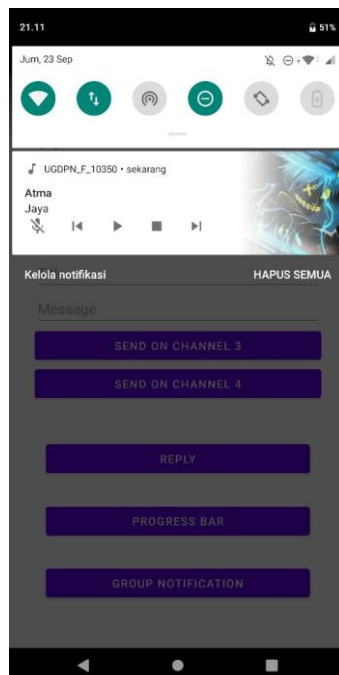 21.11
51%
Jum, 23 Sep
UGDPN_F_10350 • sekarang
Atma
Jaya
Kelola notifikasi
HAPUS SEMUA
Message
SEND ON CHANNEL 3
SEND ON CHANNEL 4
REPLY
PROGRESS BAR
GROUP NOTIFICATION